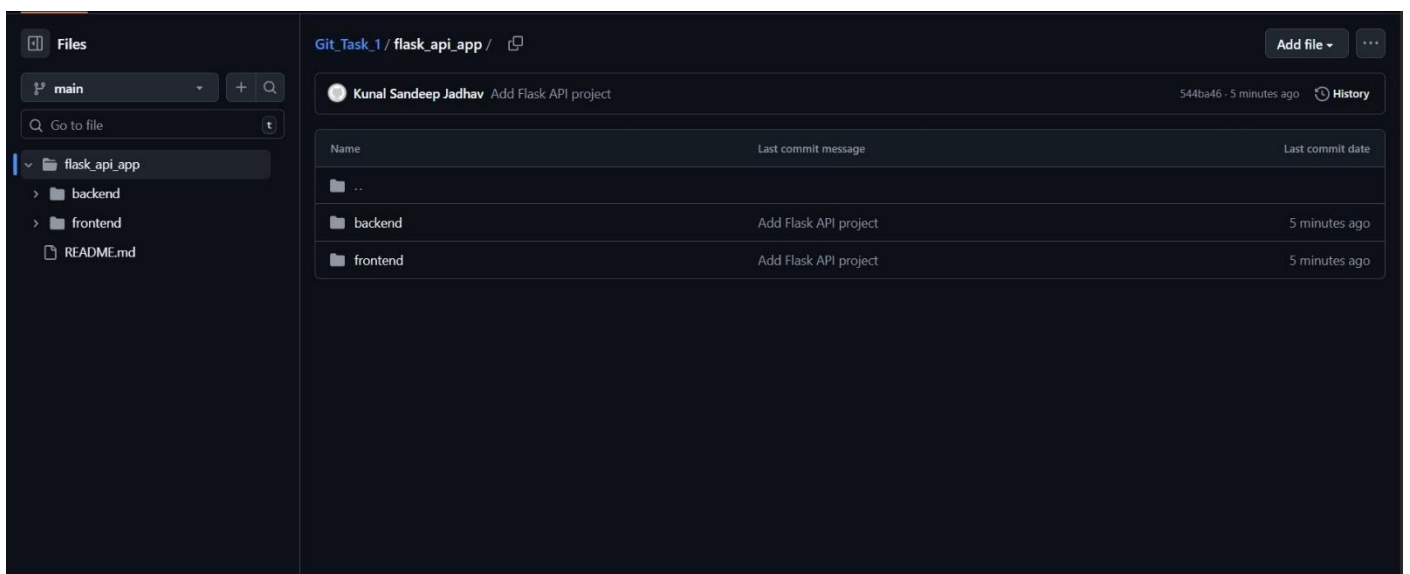 Files
main
Go to file
t
flask_api_app
backend
frontend
README.md
Git_Task_1 / flask_api_app /
Add file
Kunal Sandeep Jadhav Add Flask API project
544ba46 · 5 minutes ago History
Name Last commit message Last commit date
..
backend Add Flask API project 5 minutes ago
frontend Add Flask API project 5 minutes ago